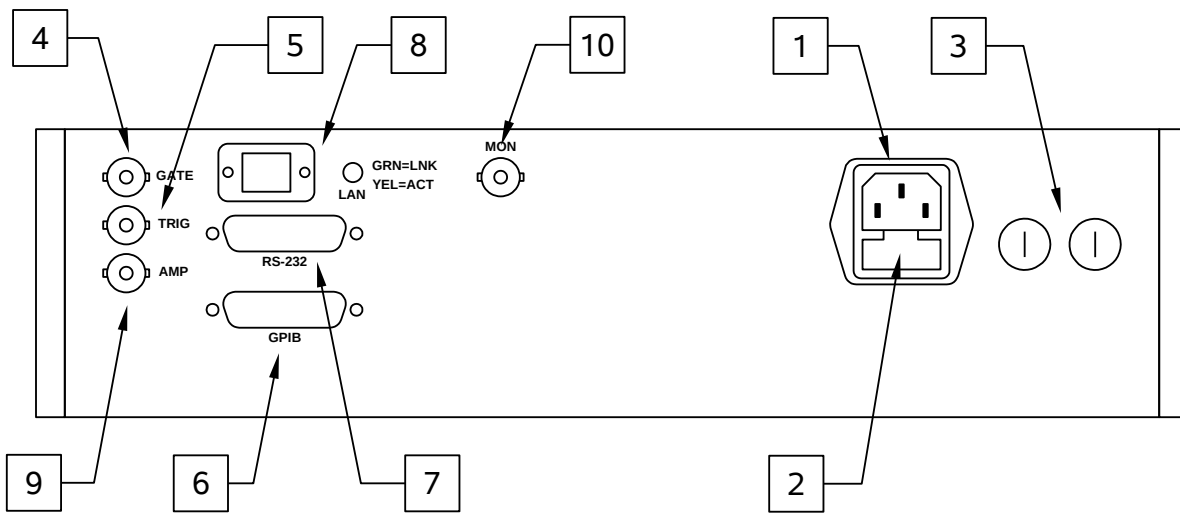 4
5
8
10
1
3
MON
GATE
GRN=LNK
LAN
YEL=ACT
TRIG
RS-232
AMP
GPIB
9
6
7
2